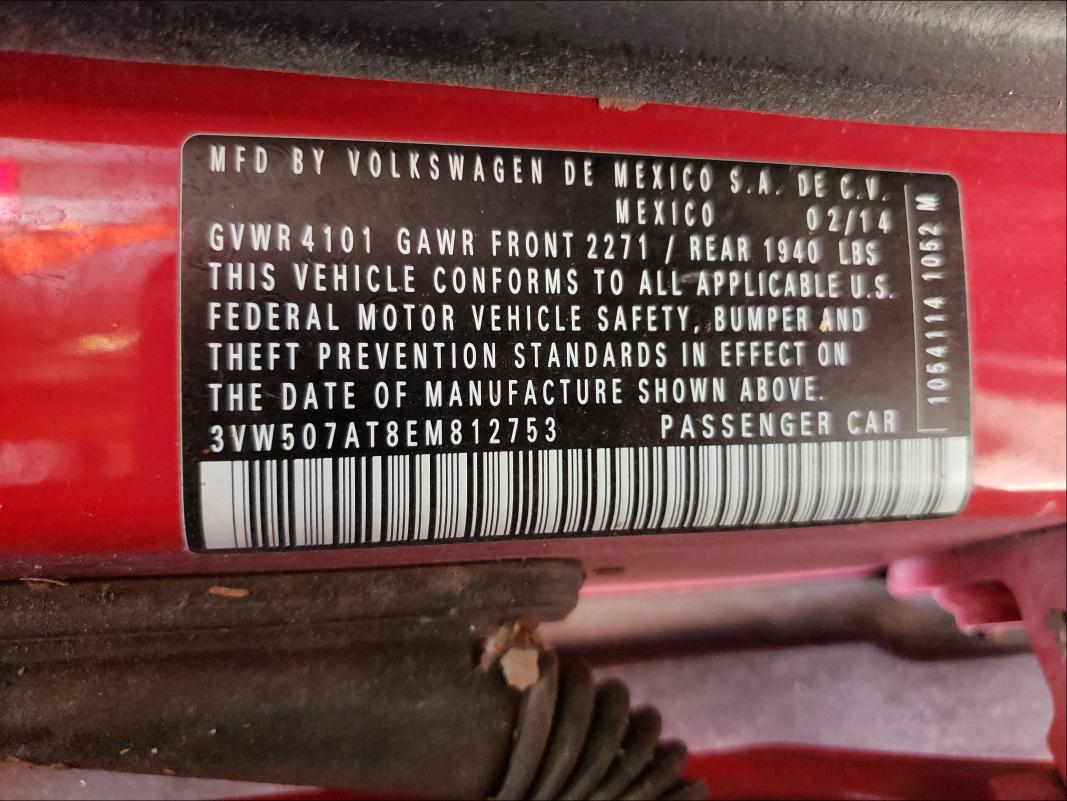 MFD BY VOLKSWAGEN DE MEXICO S.A. DE C.V.
MEXICO 02/14
GVWR 4101 GAWR FRONT 2271 / REAR 1940 LBS
THIS VEHICLE CONFORMS TO ALL APPLICABLE U.S.
FEDERAL MOTOR VEHICLE SAFETY, BUMPER AND
THEFT PREVENTION STANDARDS IN EFFECT ON
THE DATE OF MANUFACTURE SHOWN ABOVE.
3VW507AT8EM812753 PASSENGER CAR
1054114 1052 M